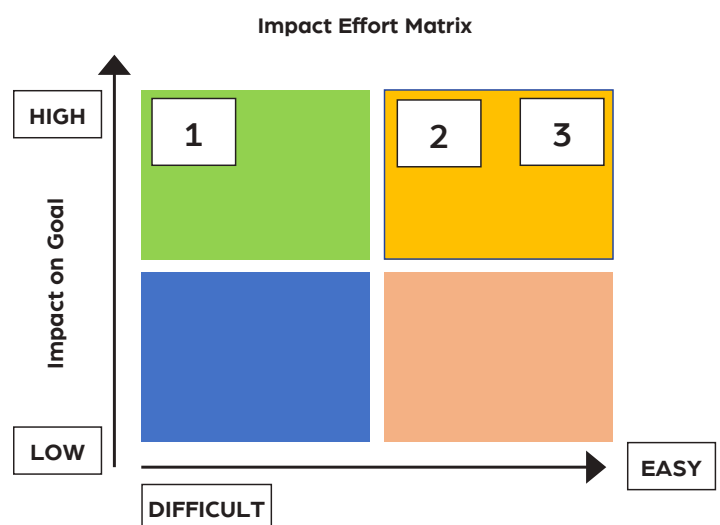 Impact Effort Matrix
HIGH
1
2
3
Impact on Goal
LOW
EASY
DIFFICULT